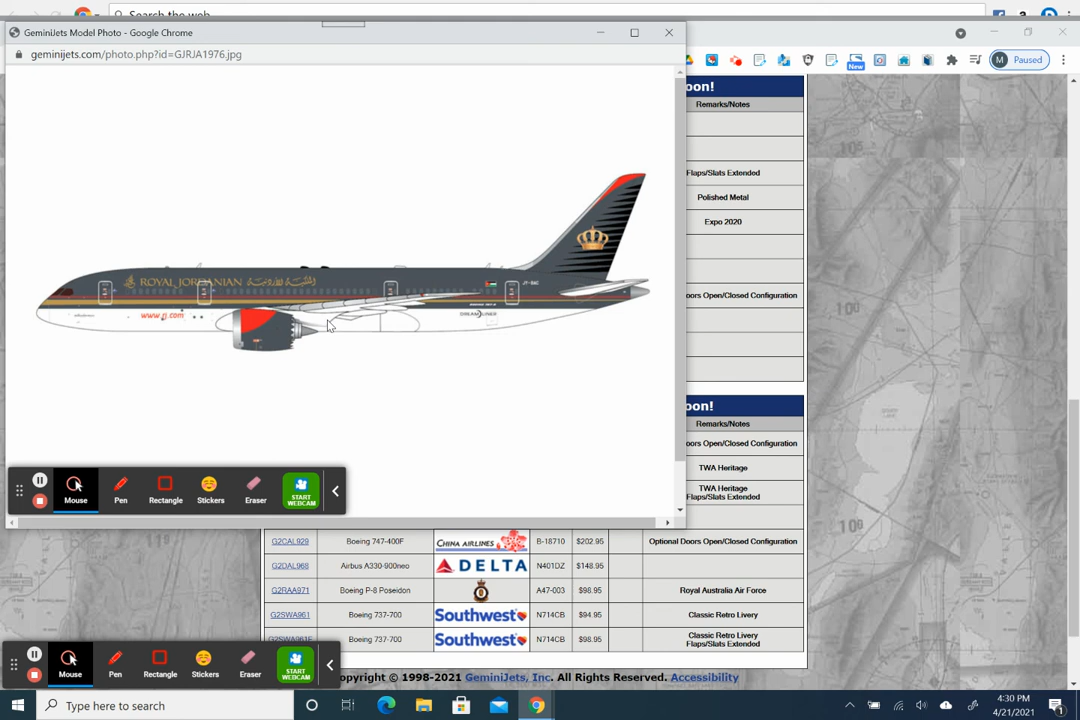 Search the web
GeminiJets Model Photo - Google Chrome
geminijets.com/photo.php?id=GJRJA1976.jpg
M Paused
New
oon!
Remarks/Notes
Flaps/Slats Extended
Polished Metal
Expo 2020
oors Open/Closed Configuration
ROYAL JORDANIAN الملكية الأردنية
JY-BAC
www.rj.com
DREAMLINER
oon!
Remarks/Notes
oors Open/Closed Configuration
TWA Heritage
TWA Heritage
Flaps/Slats Extended
Mouse Pen Rectangle Stickers Eraser START WEBCAM
G2CAL929 Boeing 747-400F CHINA AIRLINES B-18710 $202.95 Optional Doors Open/Closed Configuration
G2DAL968 Airbus A330-900neo DELTA N401DZ $148.95
G2RAA971 Boeing P-8 Poseidon A47-003 $98.95 Royal Australia Air Force
G2SWA961 Boeing 737-700 Southwest N714CB $94.95 Classic Retro Livery
G2SWA961F Boeing 737-700 Southwest N714CB $98.95 Classic Retro Livery
Flaps/Slats Extended
Mouse Pen Rectangle Stickers Eraser START WEBCAM
opyright © 1998-2021 GeminiJets, Inc. All Rights Reserved. Accessibility
Type here to search
4:30 PM
4/21/2021